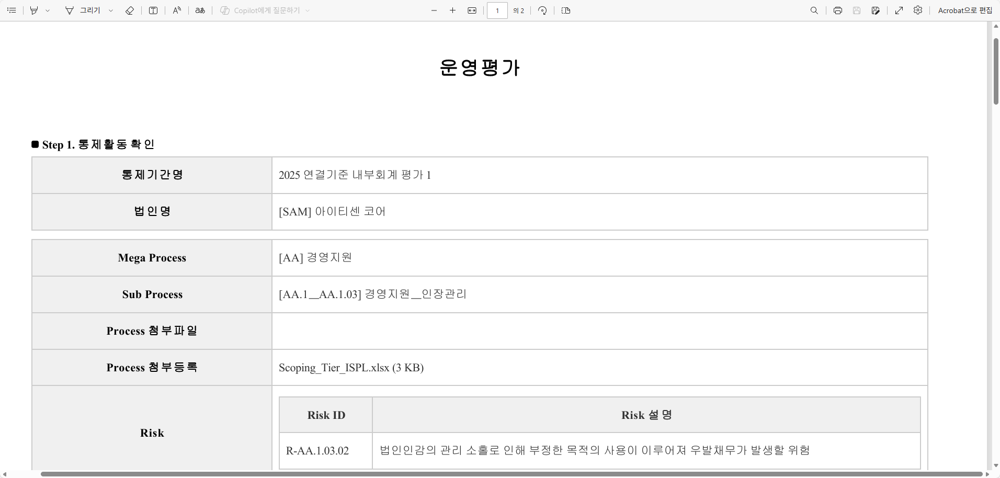 그리기
aあ
Copilot에게 질문하기
1
의 2
Acrobat으로 편집
운영평가
■ Step 1. 통제활동 확인
통제기간명 2025 연결기준 내부회계 평가 1
법인명 [SAM] 아이티센 코어
Mega Process [AA] 경영지원
Sub Process [AA.1__AA.1.03] 경영지원__인장관리
Process 첨부파일
Process 첨부등록 Scoping_Tier_ISPL.xlsx (3 KB)
Risk
Risk ID Risk 설명
R-AA.1.03.02 법인인감의 관리 소홀로 인해 부정한 목적의 사용이 이루어져 우발채무가 발생할 위험